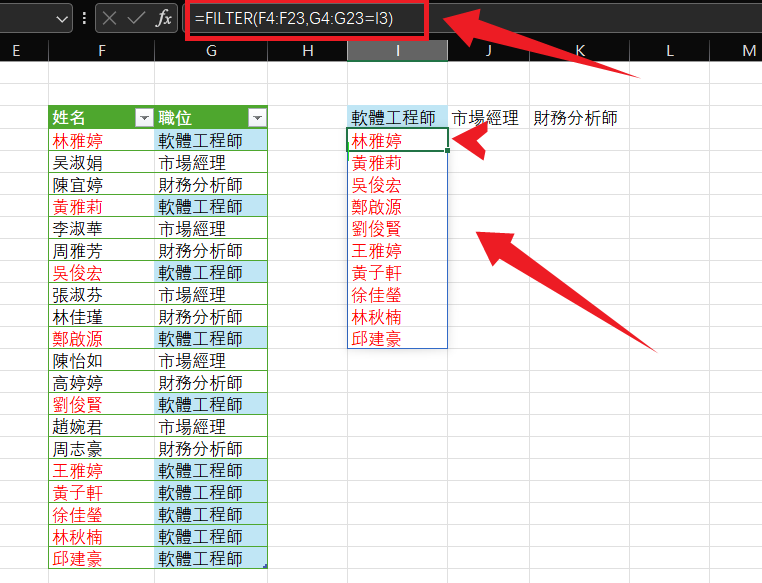 fx =FILTER(F4:F23,G4:G23=I3)
E F G H I J K L M
姓名 職位 軟體工程師 市場經理 財務分析師
林雅婷 軟體工程師 林雅婷
吳淑娟 市場經理 黃雅莉
陳宜婷 財務分析師 吳俊宏
黃雅莉 軟體工程師 鄭啟源
李淑華 市場經理 劉俊賢
周雅芳 財務分析師 王雅婷
吳俊宏 軟體工程師 黃子軒
張淑芬 市場經理 徐佳瑩
林佳瑾 財務分析師 林秋楠
鄭啟源 軟體工程師 邱建豪
陳怡如 市場經理
高婷婷 財務分析師
劉俊賢 軟體工程師
趙婉君 市場經理
周志豪 財務分析師
王雅婷 軟體工程師
黃子軒 軟體工程師
徐佳瑩 軟體工程師
林秋楠 軟體工程師
邱建豪 軟體工程師